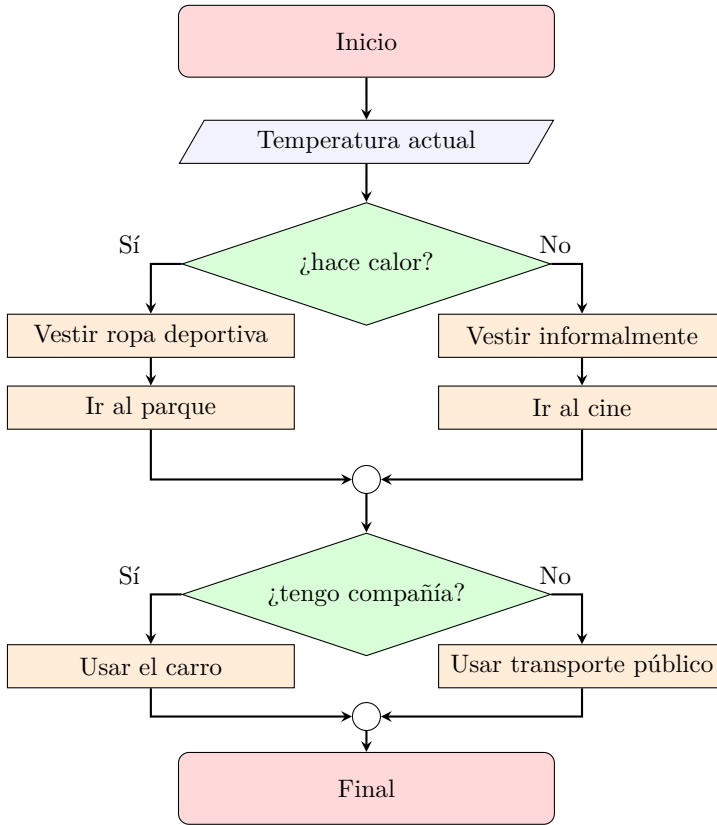 Inicio
Temperatura actual
¿hace calor?
Sí
No
Vestir ropa deportiva
Vestir informalmente
Ir al parque
Ir al cine
¿tengo compañía?
Sí
No
Usar el carro
Usar transporte público
Final